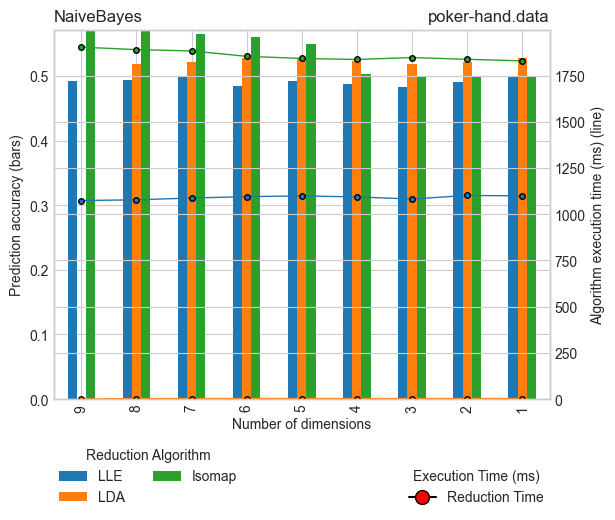 NaiveBayes poker-hand.data
Prediction accuracy (bars)
0.5
0.4
0.3
0.2
0.1
0.0
1750
1500
1250
1000
750
500
250
0
Algorithm execution time (ms) (line)
9 8 7 6 5 4 3 2 1
Number of dimensions
Reduction Algorithm
LLE Isomap
LDA
Execution Time (ms)
Reduction Time